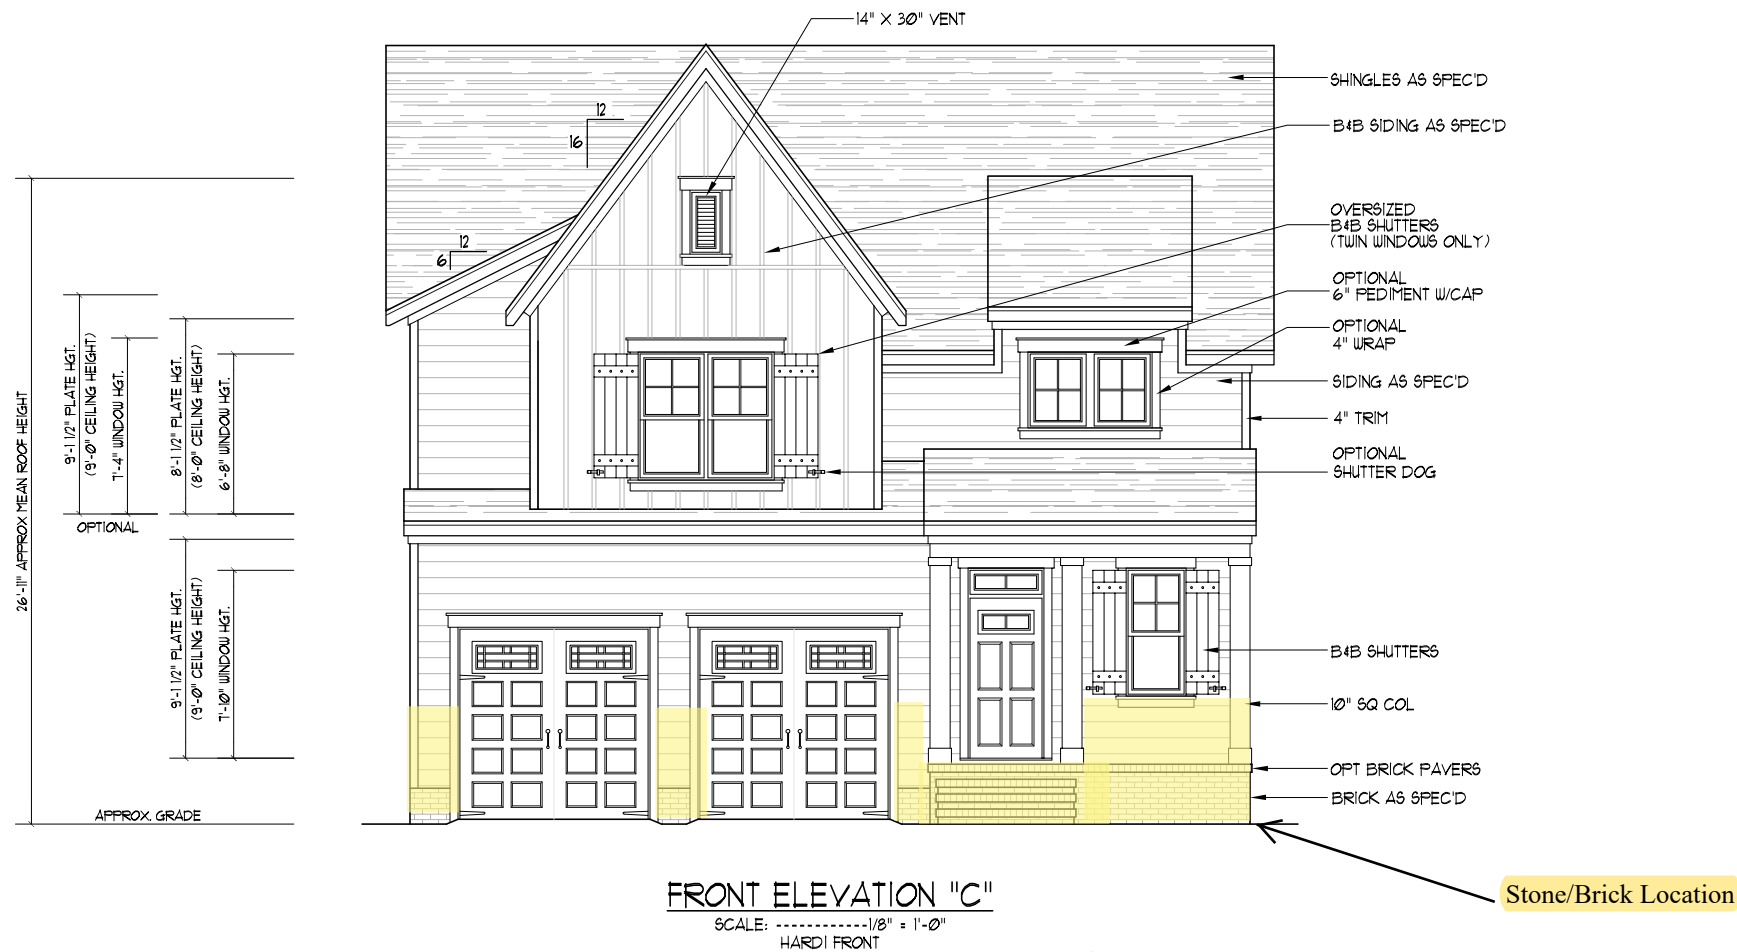 14" X 30" VENT
SHINGLES AS SPEC'D
12
16
B&B SIDING AS SPEC'D
OVERSIZED
B&B SHUTTERS
(TWIN WINDOWS ONLY)
12
6
OPTIONAL
6" PEDIMENT W/CAP
OPTIONAL
4" WRAP
SIDING AS SPEC'D
4" TRIM
OPTIONAL
SHUTTER DOG
26'-11" APPROX MEAN ROOF HEIGHT
9'-1 1/2" PLATE HGT.
(9'-0" CEILING HEIGHT)
7'-4" WINDOW HGT.
8'-1 1/2" PLATE HGT.
(8'-0" CEILING HEIGHT)
6'-8" WINDOW HGT.
OPTIONAL
9'-1 1/2" PLATE HGT.
(9'-0" CEILING HEIGHT)
7'-10" WINDOW HGT.
B&B SHUTTERS
10" SQ COL
OPT BRICK PAVERS
BRICK AS SPEC'D
APPROX. GRADE
Stone/Brick Location
FRONT ELEVATION "C"
SCALE: ------------1/8" = 1'-0"
HARDI FRONT